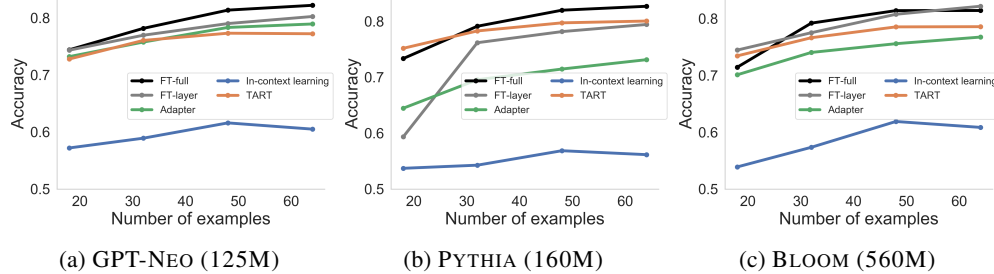 0.8
0.7
0.6
0.5
Accuracy
FT-full
FT-layer
Adapter
In-context learning
TART
20 30 40 50 60
Number of examples
(a) GPT-NEO (125M)
0.8
0.7
0.6
0.5
Accuracy
FT-full
FT-layer
Adapter
In-context learning
TART
20 30 40 50 60
Number of examples
(b) PYTHIA (160M)
0.8
0.7
0.6
0.5
Accuracy
FT-full
FT-layer
Adapter
In-context learning
TART
20 30 40 50 60
Number of examples
(c) BLOOM (560M)